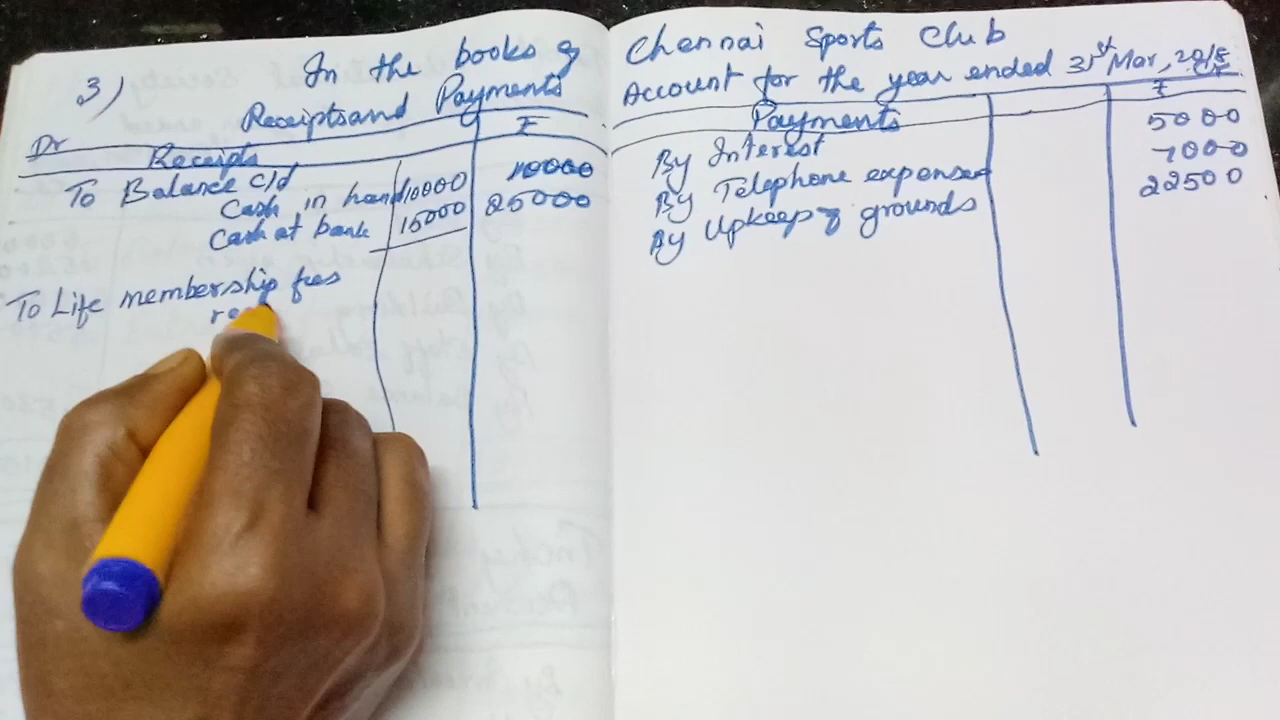 3)
In the books of Chennai Sports Club
Receipts and Payments Account for the year ended 31st Mar, 2018
Dr
Cr
Receipts
₹
To Balance c/d
10000
Cash in hand 10000
Cash at bank 15000 25000
To Life membership fees
Payments
₹
By Interest 5000
By Telephone expenses 7000
By Upkeep of grounds 22500